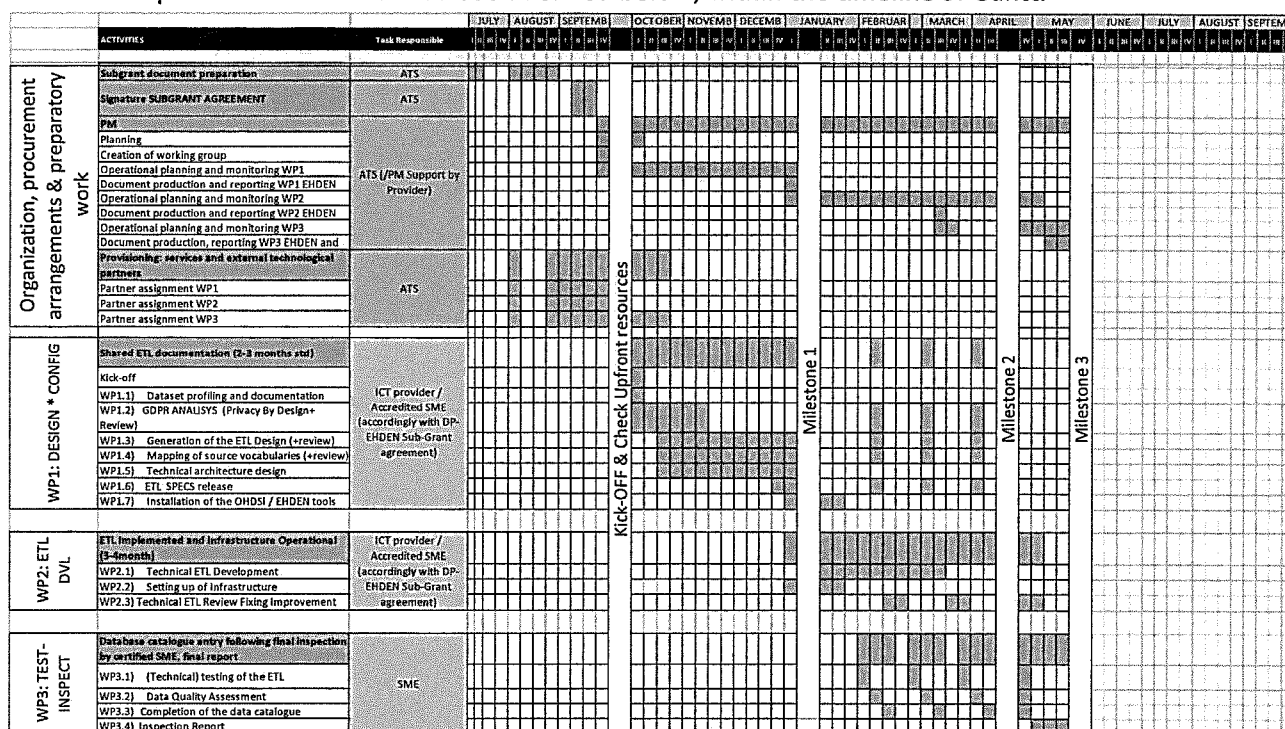 JULY AUGUST SEPTEMB OCTOBER NOVEMB DECEMB JANUARY FEBRUAR MARCH APRIL MAY JUNE JULY AUGUST SEPTEM
ACTIVITIES Task Responsible
Organization, procurement
arrangements & preparatory
work
Subgrant document preparation ATS
Signature SUBGRANT AGREEMENT ATS
PM
Planning
Creation of working group
Operational planning and monitoring WP1
Document production and reporting WP1 EHDEN
Operational planning and monitoring WP2
Document production and reporting WP2 EHDEN
Operational planning and monitoring WP3
Document production, reporting WP3 EHDEN and
ATS (/PM Support by
Provider)
Provisioning: services and external technological
partners
Partner assignment WP1
Partner assignment WP2
Partner assignment WP3
ATS
Kick-OFF & Check Upfront resources
Milestone 1
Milestone 2
Milestone 3
WP1: DESIGN * CONFIG
Shared ETL documentation (2-3 months std)
Kick-off
WP1.1) Dataset profiling and documentation
WP1.2) GDPR ANALISYS (Privacy By Design+
Review)
WP1.3) Generation of the ETL Design (+review)
WP1.4) Mapping of source vocabularies (+review)
WP1.5) Technical architecture design
WP1.6) ETL SPECS release
WP1.7) Installation of the OHDSI / EHDEN tools
ICT provider /
Accredited SME
(accordingly with DP-
EHDEN Sub-Grant
agreement)
WP2: ETL
DVL
ETL Implemented and Infrastructure Operational
(3-4month)
WP2.1) Technical ETL Development
WP2.2) Setting up of infrastructure
WP2.3) Technical ETL Review Fixing Improvement
ICT provider /
Accredited SME
(accordingly with DP-
EHDEN Sub-Grant
agreement)
WP3: TEST-
INSPECT
Database catalogue entry following final inspection
by certified SME, final report
WP3.1) (Technical) testing of the ETL
WP3.2) Data Quality Assessment
WP3.3) Completion of the data catalogue
WP3.4) Inspection Report
SME